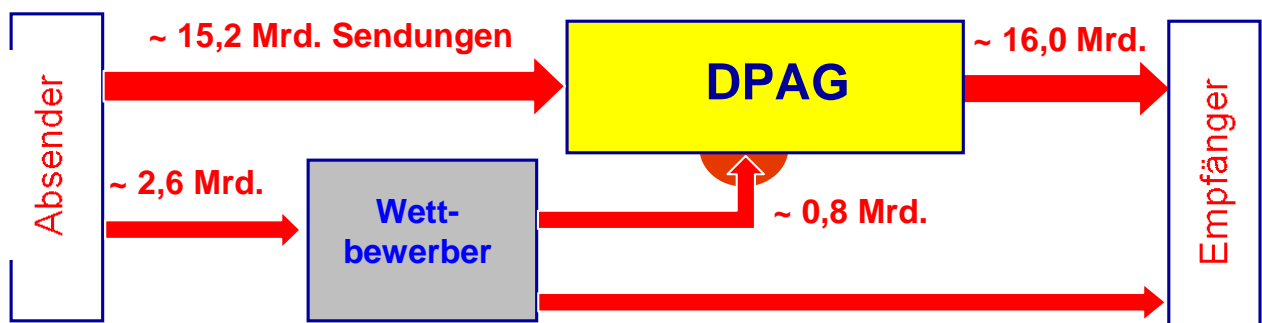 Absender
~ 15,2 Mrd. Sendungen
DPAG
~ 16,0 Mrd.
Empfänger
~ 2,6 Mrd.
Wett-
bewerber
~ 0,8 Mrd.